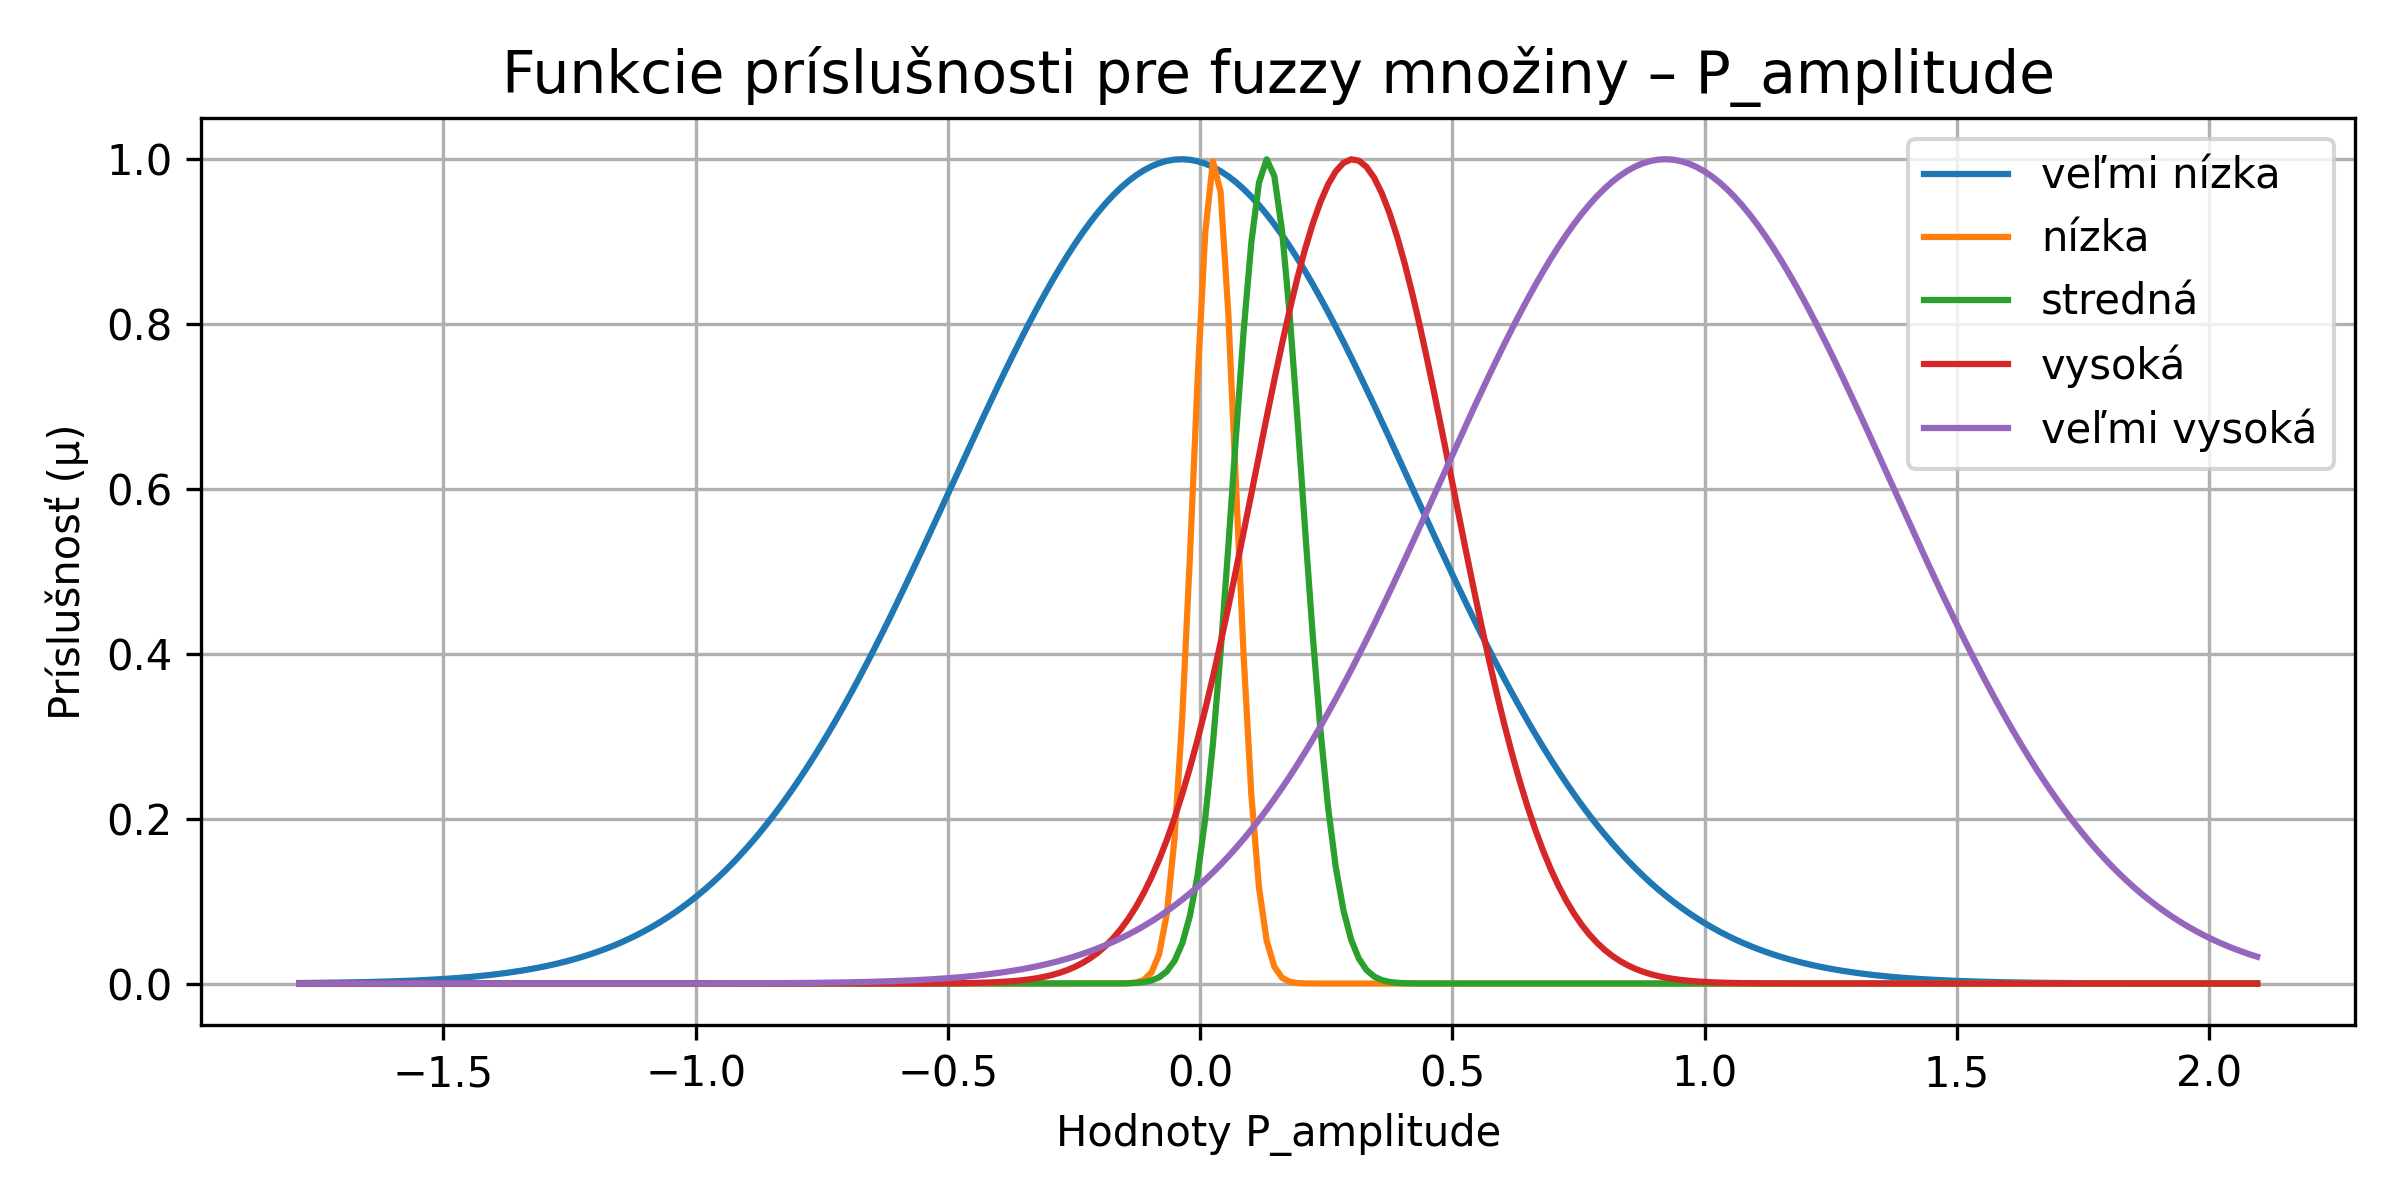 Funkcie príslušnosti pre fuzzy množiny – P_amplitude
veľmi nízka
nízka
stredná
vysoká
veľmi vysoká
Príslušnosť (μ)
1.0
0.8
0.6
0.4
0.2
0.0
−1.5 −1.0 −0.5 0.0 0.5 1.0 1.5 2.0
Hodnoty P_amplitude